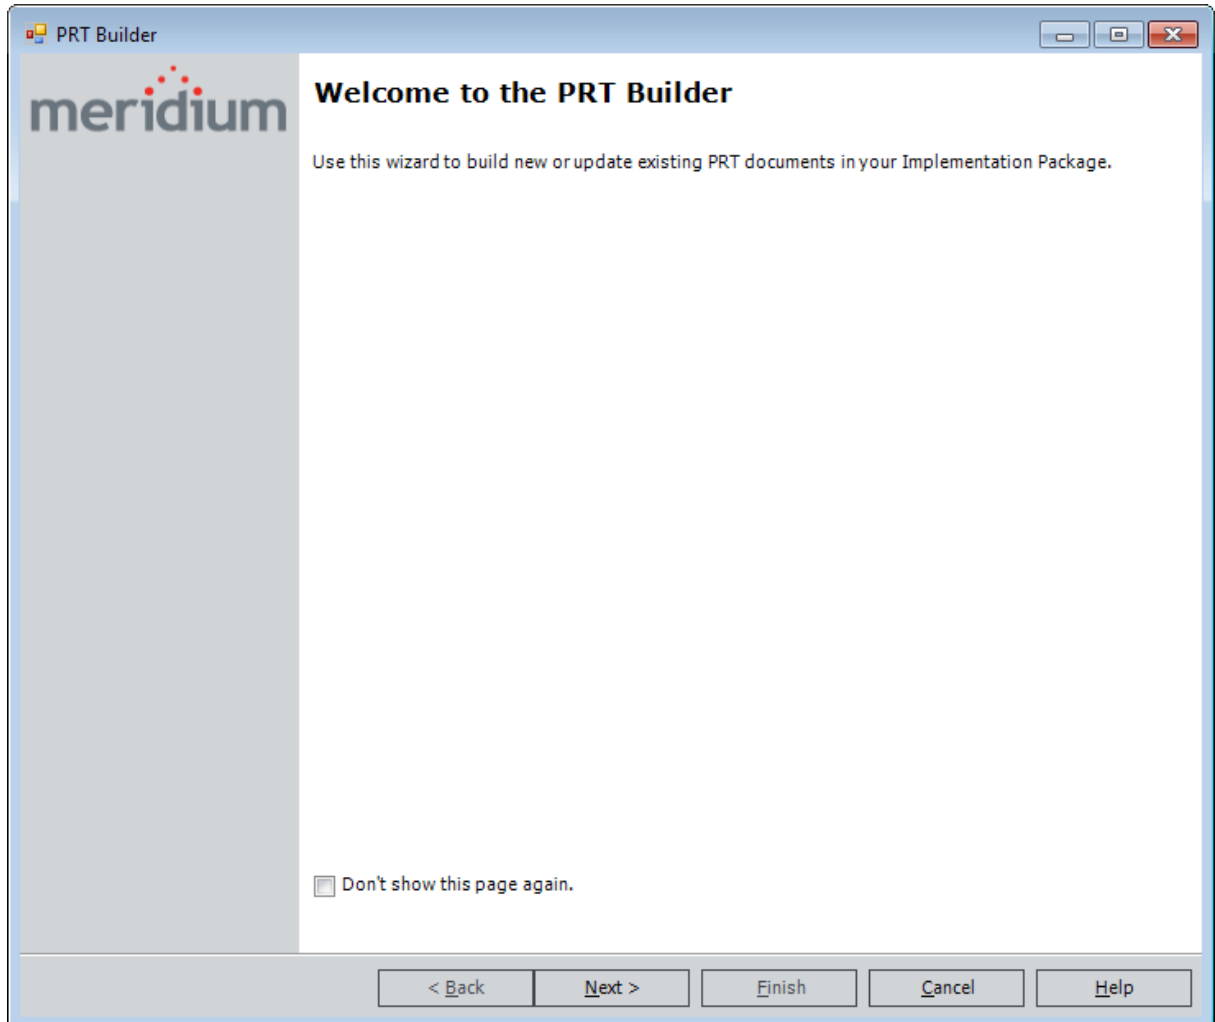 PRT Builder
meridium
Welcome to the PRT Builder
Use this wizard to build new or update existing PRT documents in your Implementation Package.
Don't show this page again.
< Back Next > Finish Cancel Help